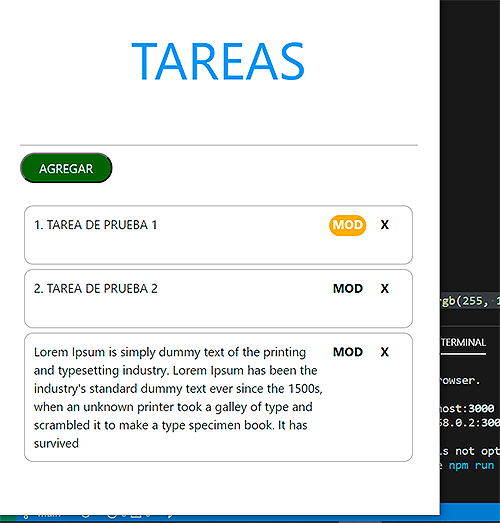 TAREAS
AGREGAR
1. TAREA DE PRUEBA 1 MOD X
2. TAREA DE PRUEBA 2 MOD X
Lorem Ipsum is simply dummy text of the printing MOD X
and typesetting industry. Lorem Ipsum has been the
industry's standard dummy text ever since the 1500s,
when an unknown printer took a galley of type and
scrambled it to make a type specimen book. It has
survived
rgb(255, 1
TERMINAL
rowser.
host:3000
58.0.2:300
is not opt
npm run